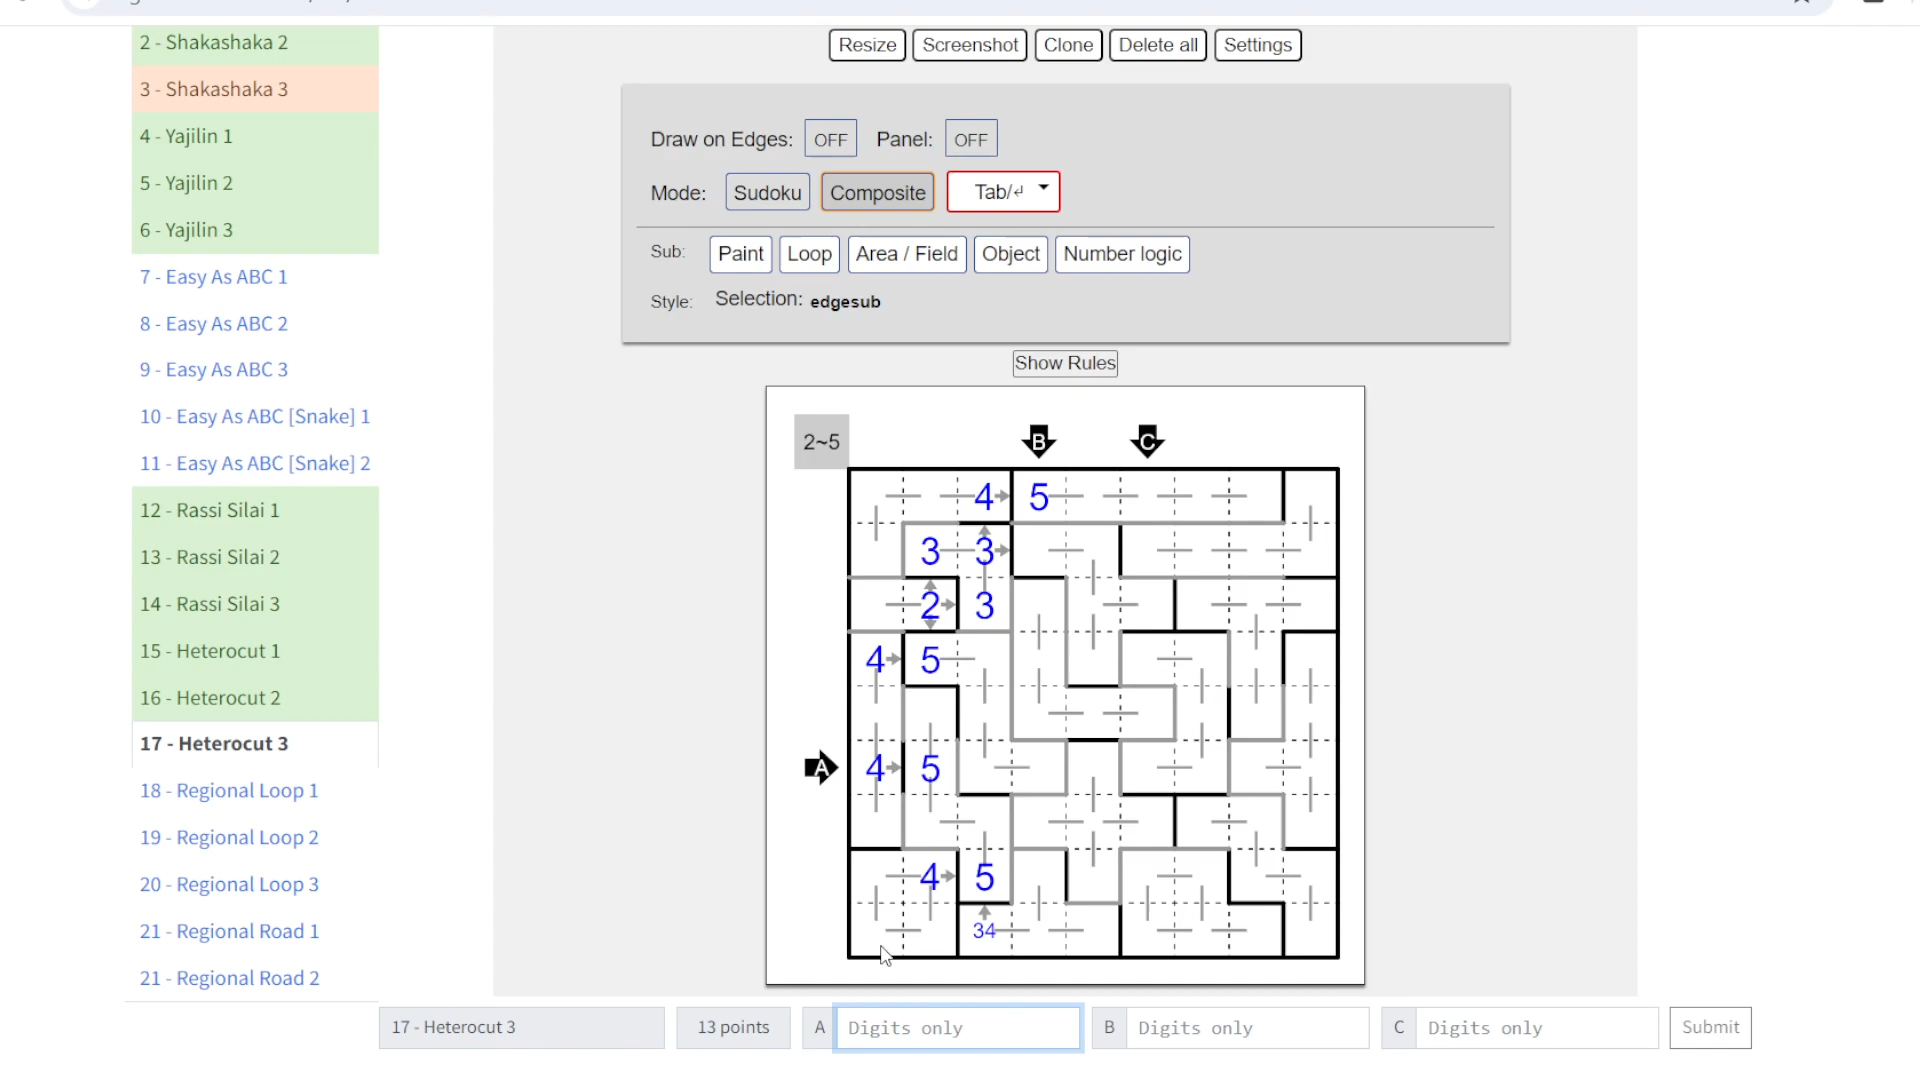 2 - Shakashaka 2
3 - Shakashaka 3
4 - Yajilin 1
5 - Yajilin 2
6 - Yajilin 3
7 - Easy As ABC 1
8 - Easy As ABC 2
9 - Easy As ABC 3
10 - Easy As ABC [Snake] 1
11 - Easy As ABC [Snake] 2
12 - Rassi Silai 1
13 - Rassi Silai 2
14 - Rassi Silai 3
15 - Heterocut 1
16 - Heterocut 2
17 - Heterocut 3
18 - Regional Loop 1
19 - Regional Loop 2
20 - Regional Loop 3
21 - Regional Road 1
21 - Regional Road 2
Resize Screenshot Clone Delete all Settings
Draw on Edges: OFF Panel: OFF
Mode: Sudoku Composite Tab/↵
Sub: Paint Loop Area / Field Object Number logic
Style: Selection: edgesub
Show Rules
2~5 B C
4 5
3 3
2 3
4 5
A 4 5
4 5
34
17 - Heterocut 3 13 points A Digits only B Digits only C Digits only Submit